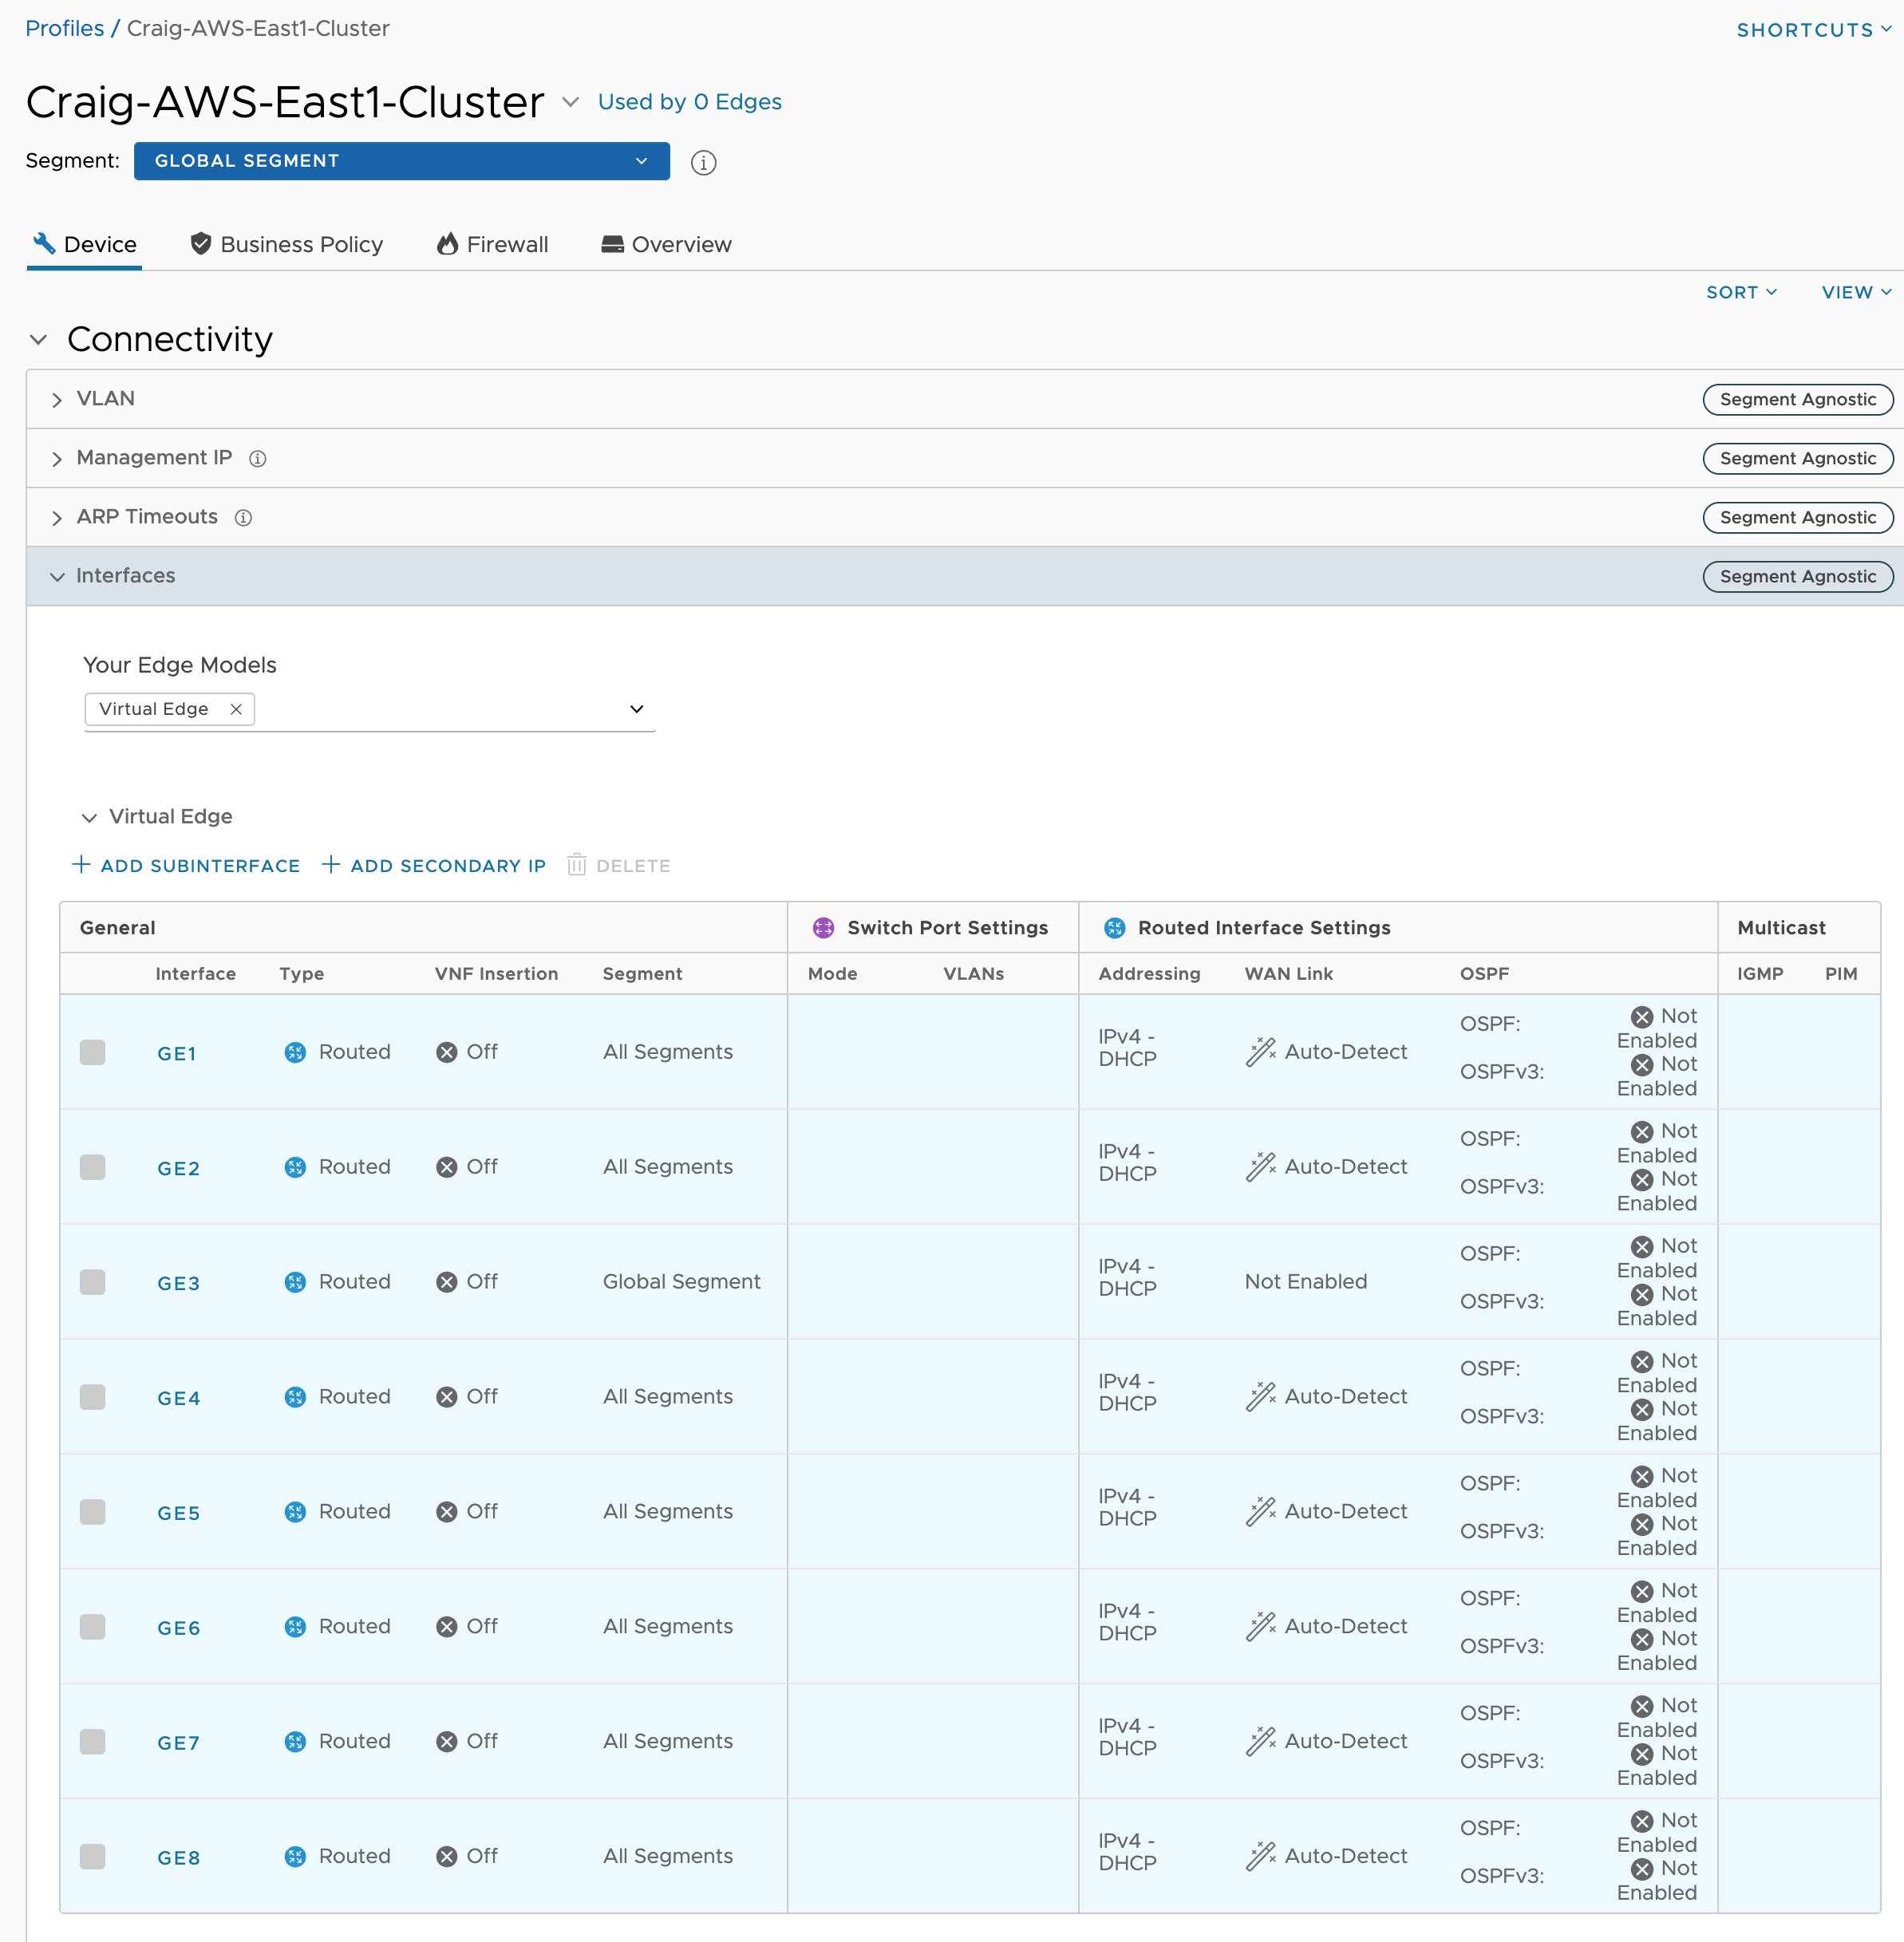 Profiles / Craig-AWS-East1-Cluster
SHORTCUTS
Craig-AWS-East1-Cluster Used by 0 Edges
Segment: GLOBAL SEGMENT
Device Business Policy Firewall Overview
SORT VIEW
Connectivity
VLAN Segment Agnostic
Management IP Segment Agnostic
ARP Timeouts Segment Agnostic
Interfaces Segment Agnostic
Your Edge Models
Virtual Edge
Virtual Edge
ADD SUBINTERFACE ADD SECONDARY IP DELETE
General Switch Port Settings Routed Interface Settings Multicast
Interface Type VNF Insertion Segment Mode VLANs Addressing WAN Link OSPF IGMP PIM
GE1 Routed Off All Segments IPv4 - DHCP Auto-Detect OSPF: Not Enabled OSPFv3: Not Enabled
GE2 Routed Off All Segments IPv4 - DHCP Auto-Detect OSPF: Not Enabled OSPFv3: Not Enabled
GE3 Routed Off Global Segment IPv4 - DHCP Not Enabled OSPF: Not Enabled OSPFv3: Not Enabled
GE4 Routed Off All Segments IPv4 - DHCP Auto-Detect OSPF: Not Enabled OSPFv3: Not Enabled
GE5 Routed Off All Segments IPv4 - DHCP Auto-Detect OSPF: Not Enabled OSPFv3: Not Enabled
GE6 Routed Off All Segments IPv4 - DHCP Auto-Detect OSPF: Not Enabled OSPFv3: Not Enabled
GE7 Routed Off All Segments IPv4 - DHCP Auto-Detect OSPF: Not Enabled OSPFv3: Not Enabled
GE8 Routed Off All Segments IPv4 - DHCP Auto-Detect OSPF: Not Enabled OSPFv3: Not Enabled